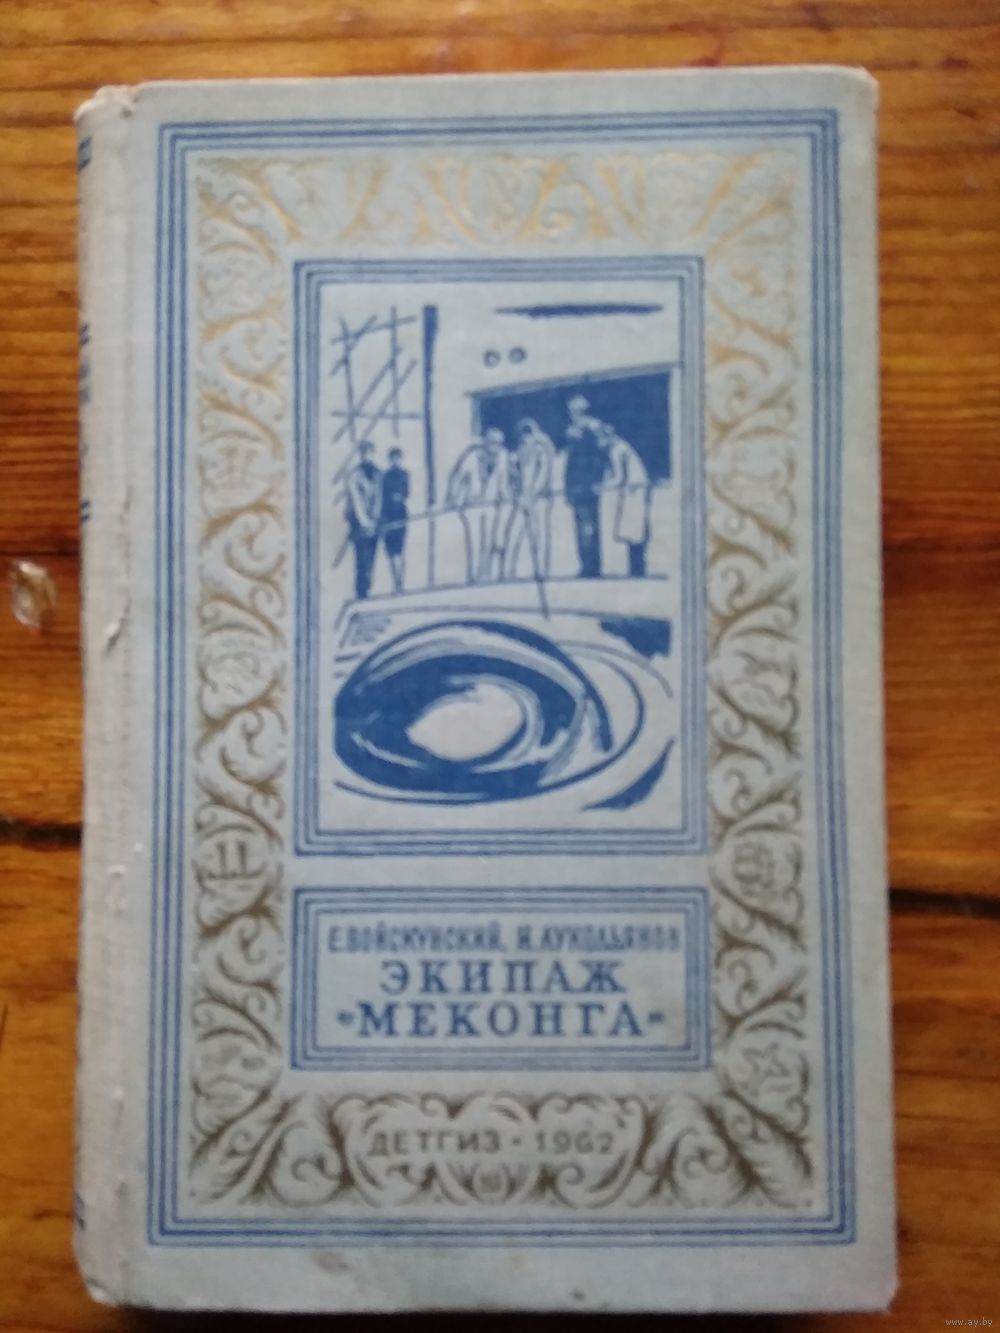 Е. ВОЙСКУНСКИЙ, И. ЛУКОДЬЯНОВ
ЭКИПАЖ
«МЕКОНГА»
ДЕТГИЗ · 1962
www.ay.by